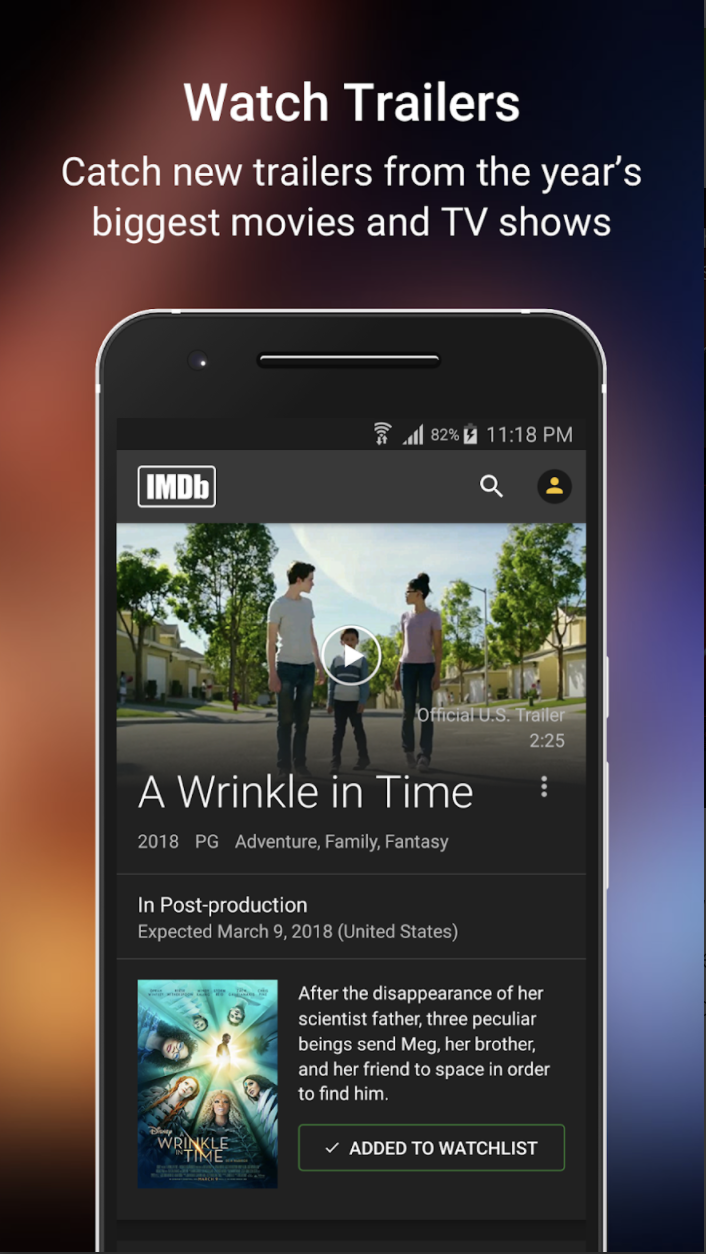 Watch Trailers
Catch new trailers from the year’s
biggest movies and TV shows
82% 11:18 PM
IMDb
Official U.S. Trailer
2:25
A Wrinkle in Time
2018 PG Adventure, Family, Fantasy
In Post-production
Expected March 9, 2018 (United States)
After the disappearance of her
scientist father, three peculiar
beings send Meg, her brother,
and her friend to space in order
to find him.
Disney
WRINKLE
IN TIME
ADDED TO WATCHLIST